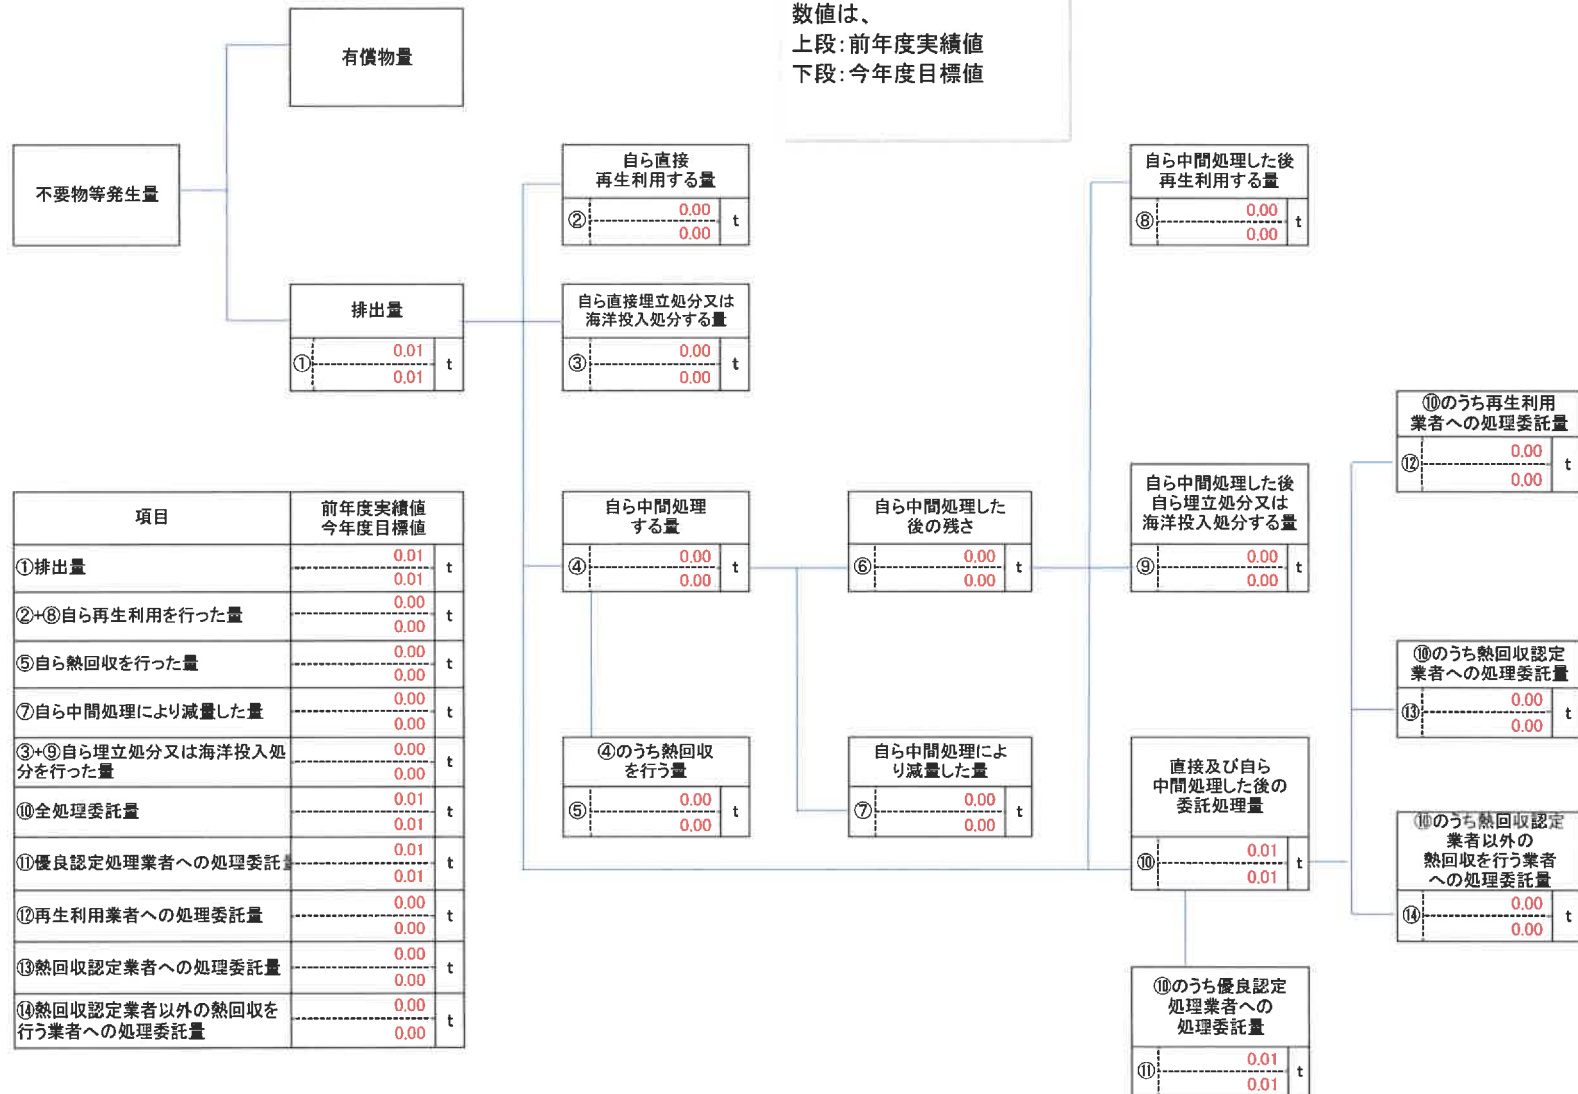 数値は、
上段:前年度実績値
下段:今年度目標値
有償物量
不要物等発生量
排出量
①
0.01
0.01
t
自ら直接
再生利用する量
②
0.00
0.00
t
自ら直接埋立処分又は
海洋投入処分する量
③
0.00
0.00
t
自ら中間処理した後
再生利用する量
⑧
0.00
0.00
t
自ら中間処理
する量
④
0.00
0.00
t
自ら中間処理した
後の残さ
⑥
0.00
0.00
t
自ら中間処理した後
自ら埋立処分又は
海洋投入処分する量
⑨
0.00
0.00
t
④のうち熱回収
を行う量
⑤
0.00
0.00
t
自ら中間処理によ
り減量した量
⑦
0.00
0.00
t
直接及び自ら
中間処理した後の
委託処理量
⑩
0.01
0.01
t
⑩のうち優良認定
処理業者への
処理委託量
⑪
0.01
0.01
t
⑩のうち再生利用
業者への処理委託量
⑫
0.00
0.00
t
⑩のうち熱回収認定
業者への処理委託量
⑬
0.00
0.00
t
⑩のうち熱回収認定
業者以外の
熱回収を行う業者
への処理委託量
⑭
0.00
0.00
t
項目
前年度実績値
今年度目標値
①排出量
0.01
0.01
t
②+⑧自ら再生利用を行った量
0.00
0.00
t
⑤自ら熱回収を行った量
0.00
0.00
t
⑦自ら中間処理により減量した量
0.00
0.00
t
③+⑨自ら埋立処分又は海洋投入処
分を行った量
0.00
0.00
t
⑩全処理委託量
0.01
0.01
t
⑪優良認定処理業者への処理委託
0.01
0.01
t
⑫再生利用業者への処理委託量
0.00
0.00
t
⑬熱回収認定業者への処理委託量
0.00
0.00
t
⑭熱回収認定業者以外の熱回収を
行う業者への処理委託量
0.00
0.00
t